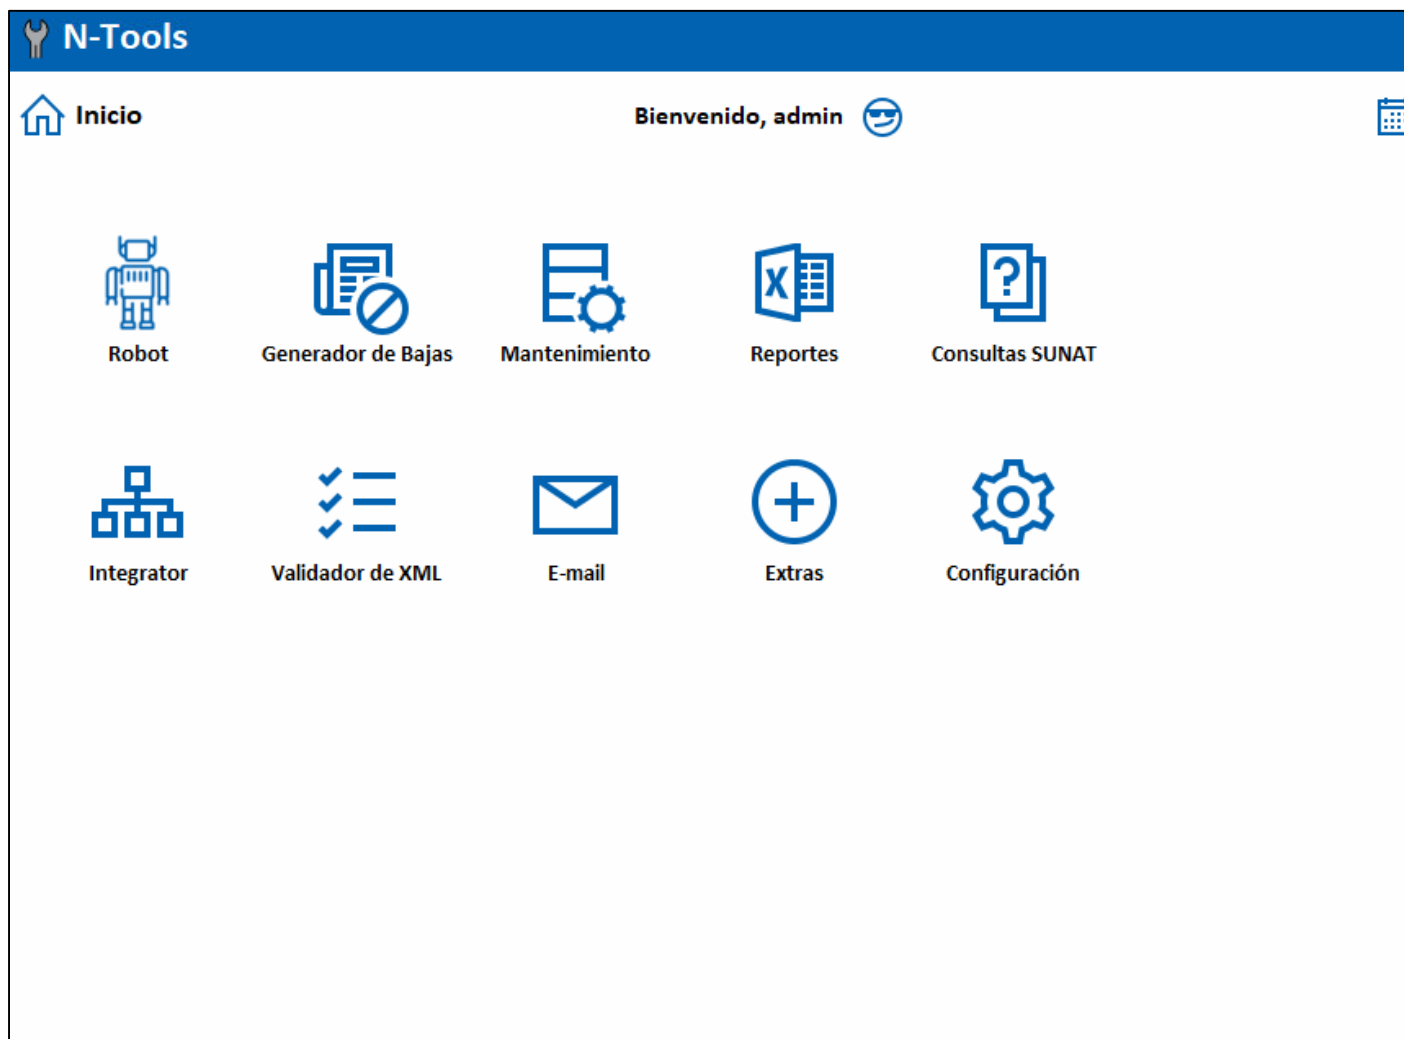 N-Tools
Inicio
Bienvenido, admin
Robot
Generador de Bajas
Mantenimiento
Reportes
Consultas SUNAT
Integrator
Validador de XML
E-mail
Extras
Configuración